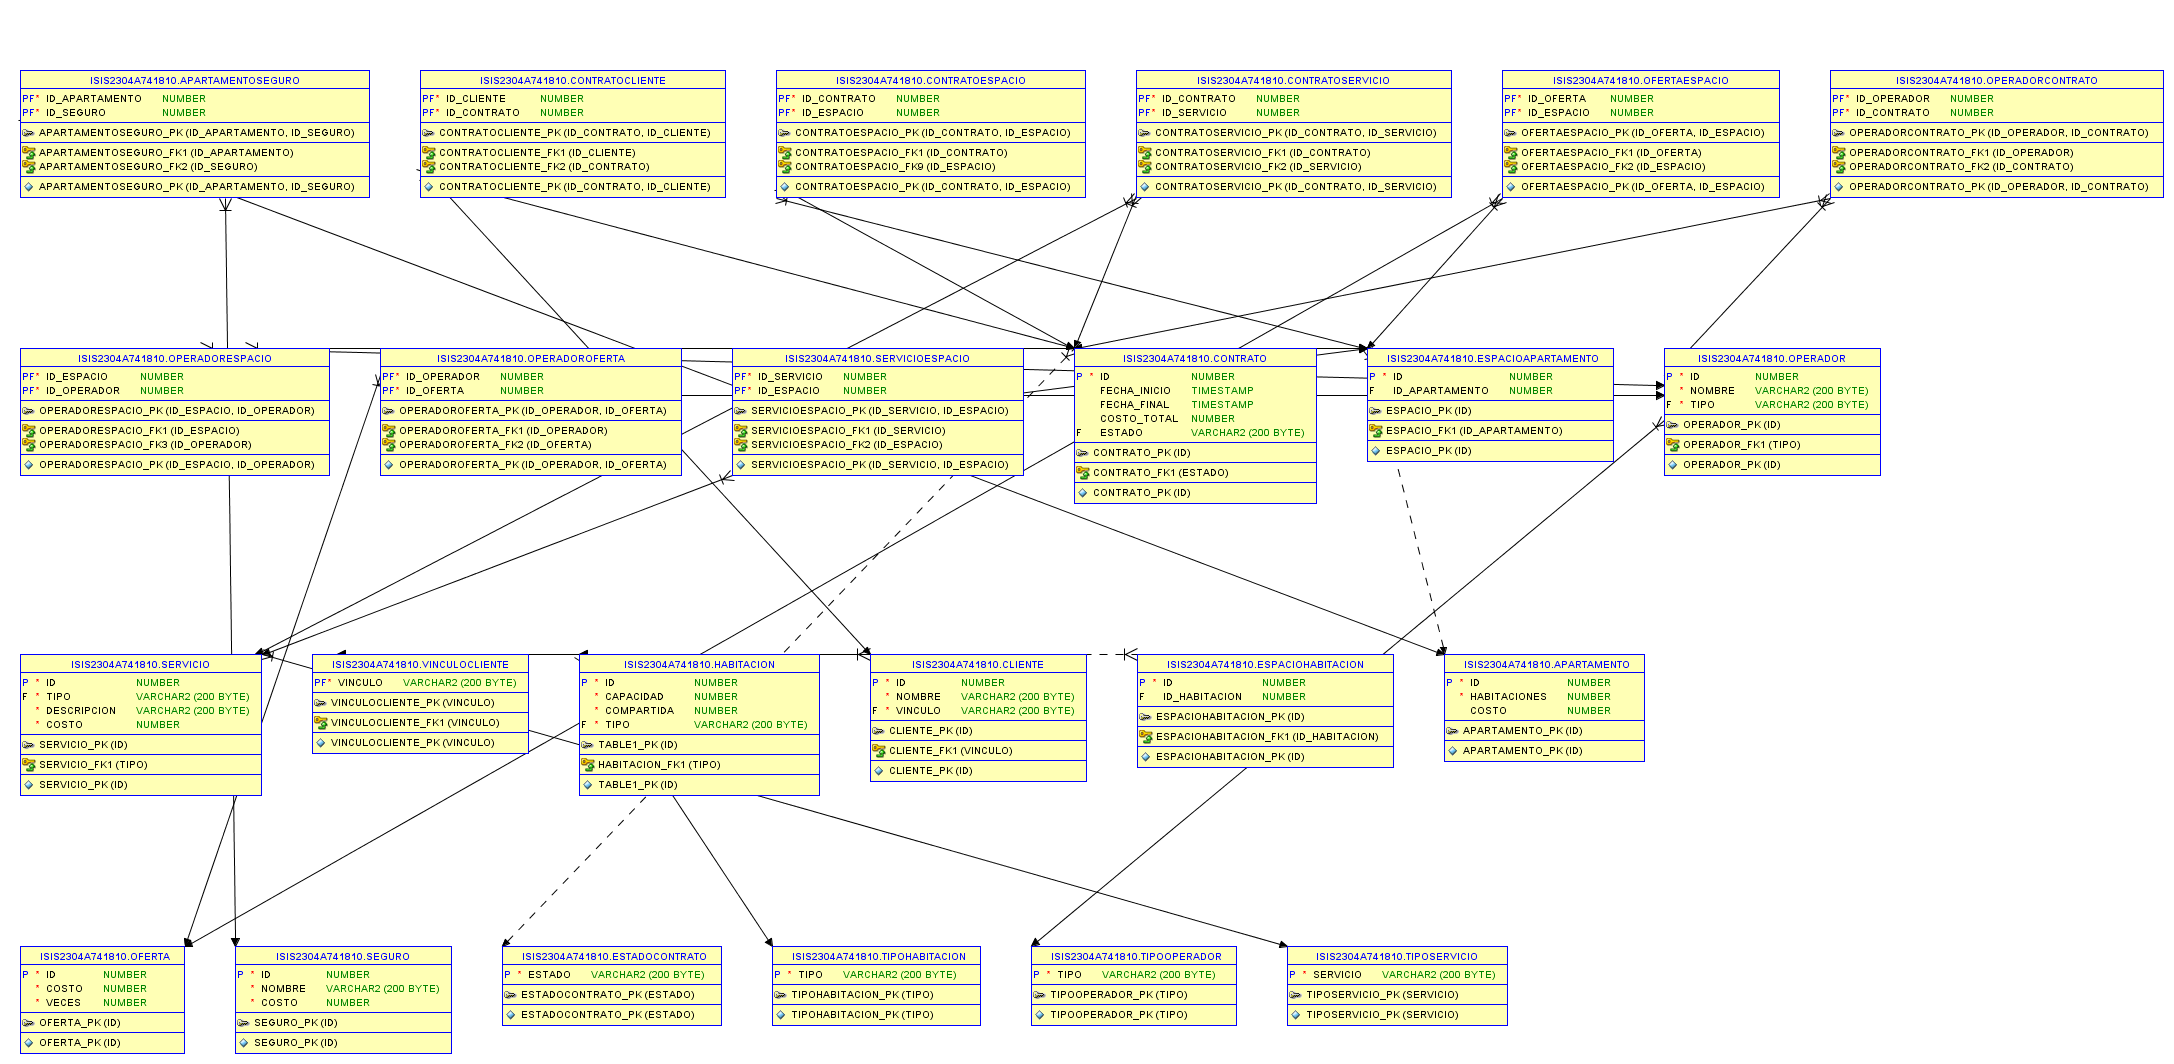 ISIS2304A741810.APARTAMENTOSEGURO
PF* ID_APARTAMENTO NUMBER
PF* ID_SEGURO NUMBER
APARTAMENTOSEGURO_PK (ID_APARTAMENTO, ID_SEGURO)
APARTAMENTOSEGURO_FK1 (ID_APARTAMENTO)
APARTAMENTOSEGURO_FK2 (ID_SEGURO)
APARTAMENTOSEGURO_PK (ID_APARTAMENTO, ID_SEGURO)
ISIS2304A741810.CONTRATOCLIENTE
PF* ID_CLIENTE NUMBER
PF* ID_CONTRATO NUMBER
CONTRATOCLIENTE_PK (ID_CONTRATO, ID_CLIENTE)
CONTRATOCLIENTE_FK1 (ID_CLIENTE)
CONTRATOCLIENTE_FK2 (ID_CONTRATO)
CONTRATOCLIENTE_PK (ID_CONTRATO, ID_CLIENTE)
ISIS2304A741810.CONTRATOESPACIO
PF* ID_CONTRATO NUMBER
PF* ID_ESPACIO NUMBER
CONTRATOESPACIO_PK (ID_CONTRATO, ID_ESPACIO)
CONTRATOESPACIO_FK1 (ID_CONTRATO)
CONTRATOESPACIO_FK9 (ID_ESPACIO)
CONTRATOESPACIO_PK (ID_CONTRATO, ID_ESPACIO)
ISIS2304A741810.CONTRATOSERVICIO
PF* ID_CONTRATO NUMBER
PF* ID_SERVICIO NUMBER
CONTRATOSERVICIO_PK (ID_CONTRATO, ID_SERVICIO)
CONTRATOSERVICIO_FK1 (ID_CONTRATO)
CONTRATOSERVICIO_FK2 (ID_SERVICIO)
CONTRATOSERVICIO_PK (ID_CONTRATO, ID_SERVICIO)
ISIS2304A741810.OFERTAESPACIO
PF* ID_OFERTA NUMBER
PF* ID_ESPACIO NUMBER
OFERTAESPACIO_PK (ID_OFERTA, ID_ESPACIO)
OFERTAESPACIO_FK1 (ID_OFERTA)
OFERTAESPACIO_FK2 (ID_ESPACIO)
OFERTAESPACIO_PK (ID_OFERTA, ID_ESPACIO)
ISIS2304A741810.OPERADORCONTRATO
PF* ID_OPERADOR NUMBER
PF* ID_CONTRATO NUMBER
OPERADORCONTRATO_PK (ID_OPERADOR, ID_CONTRATO)
OPERADORCONTRATO_FK1 (ID_OPERADOR)
OPERADORCONTRATO_FK2 (ID_CONTRATO)
OPERADORCONTRATO_PK (ID_OPERADOR, ID_CONTRATO)
ISIS2304A741810.OPERADORESPACIO
PF* ID_ESPACIO NUMBER
PF* ID_OPERADOR NUMBER
OPERADORESPACIO_PK (ID_ESPACIO, ID_OPERADOR)
OPERADORESPACIO_FK1 (ID_ESPACIO)
OPERADORESPACIO_FK3 (ID_OPERADOR)
OPERADORESPACIO_PK (ID_ESPACIO, ID_OPERADOR)
ISIS2304A741810.OPERADOROFERTA
PF* ID_OPERADOR NUMBER
PF* ID_OFERTA NUMBER
OPERADOROFERTA_PK (ID_OPERADOR, ID_OFERTA)
OPERADOROFERTA_FK1 (ID_OPERADOR)
OPERADOROFERTA_FK2 (ID_OFERTA)
OPERADOROFERTA_PK (ID_OPERADOR, ID_OFERTA)
ISIS2304A741810.SERVICIOESPACIO
PF* ID_SERVICIO NUMBER
PF* ID_ESPACIO NUMBER
SERVICIOESPACIO_PK (ID_SERVICIO, ID_ESPACIO)
SERVICIOESPACIO_FK1 (ID_SERVICIO)
SERVICIOESPACIO_FK2 (ID_ESPACIO)
SERVICIOESPACIO_PK (ID_SERVICIO, ID_ESPACIO)
ISIS2304A741810.CONTRATO
P * ID NUMBER
FECHA_INICIO TIMESTAMP
FECHA_FINAL TIMESTAMP
COSTO_TOTAL NUMBER
F ESTADO VARCHAR2 (200 BYTE)
CONTRATO_PK (ID)
CONTRATO_FK1 (ESTADO)
CONTRATO_PK (ID)
ISIS2304A741810.ESPACIOAPARTAMENTO
P * ID NUMBER
F ID_APARTAMENTO NUMBER
ESPACIO_PK (ID)
ESPACIO_FK1 (ID_APARTAMENTO)
ESPACIO_PK (ID)
ISIS2304A741810.OPERADOR
P * ID NUMBER
* NOMBRE VARCHAR2 (200 BYTE)
F * TIPO VARCHAR2 (200 BYTE)
OPERADOR_PK (ID)
OPERADOR_FK1 (TIPO)
OPERADOR_PK (ID)
ISIS2304A741810.SERVICIO
P * ID NUMBER
F * TIPO VARCHAR2 (200 BYTE)
* DESCRIPCION VARCHAR2 (200 BYTE)
* COSTO NUMBER
SERVICIO_PK (ID)
SERVICIO_FK1 (TIPO)
SERVICIO_PK (ID)
ISIS2304A741810.VINCULOCLIENTE
PF* VINCULO VARCHAR2 (200 BYTE)
VINCULOCLIENTE_PK (VINCULO)
VINCULOCLIENTE_FK1 (VINCULO)
VINCULOCLIENTE_PK (VINCULO)
ISIS2304A741810.HABITACION
P * ID NUMBER
* CAPACIDAD NUMBER
* COMPARTIDA NUMBER
F * TIPO VARCHAR2 (200 BYTE)
TABLE1_PK (ID)
HABITACION_FK1 (TIPO)
TABLE1_PK (ID)
ISIS2304A741810.CLIENTE
P * ID NUMBER
* NOMBRE VARCHAR2 (200 BYTE)
F * VINCULO VARCHAR2 (200 BYTE)
CLIENTE_PK (ID)
CLIENTE_FK1 (VINCULO)
CLIENTE_PK (ID)
ISIS2304A741810.ESPACIOHABITACION
P * ID NUMBER
F ID_HABITACION NUMBER
ESPACIOHABITACION_PK (ID)
ESPACIOHABITACION_FK1 (ID_HABITACION)
ESPACIOHABITACION_PK (ID)
ISIS2304A741810.APARTAMENTO
P * ID NUMBER
* HABITACIONES NUMBER
COSTO NUMBER
APARTAMENTO_PK (ID)
APARTAMENTO_PK (ID)
ISIS2304A741810.OFERTA
P * ID NUMBER
* COSTO NUMBER
* VECES NUMBER
OFERTA_PK (ID)
OFERTA_PK (ID)
ISIS2304A741810.SEGURO
P * ID NUMBER
* NOMBRE VARCHAR2 (200 BYTE)
* COSTO NUMBER
SEGURO_PK (ID)
SEGURO_PK (ID)
ISIS2304A741810.ESTADOCONTRATO
P * ESTADO VARCHAR2 (200 BYTE)
ESTADOCONTRATO_PK (ESTADO)
ESTADOCONTRATO_PK (ESTADO)
ISIS2304A741810.TIPOHABITACION
P * TIPO VARCHAR2 (200 BYTE)
TIPOHABITACION_PK (TIPO)
TIPOHABITACION_PK (TIPO)
ISIS2304A741810.TIPOOPERADOR
P * TIPO VARCHAR2 (200 BYTE)
TIPOOPERADOR_PK (TIPO)
TIPOOPERADOR_PK (TIPO)
ISIS2304A741810.TIPOSERVICIO
P * SERVICIO VARCHAR2 (200 BYTE)
TIPOSERVICIO_PK (SERVICIO)
TIPOSERVICIO_PK (SERVICIO)